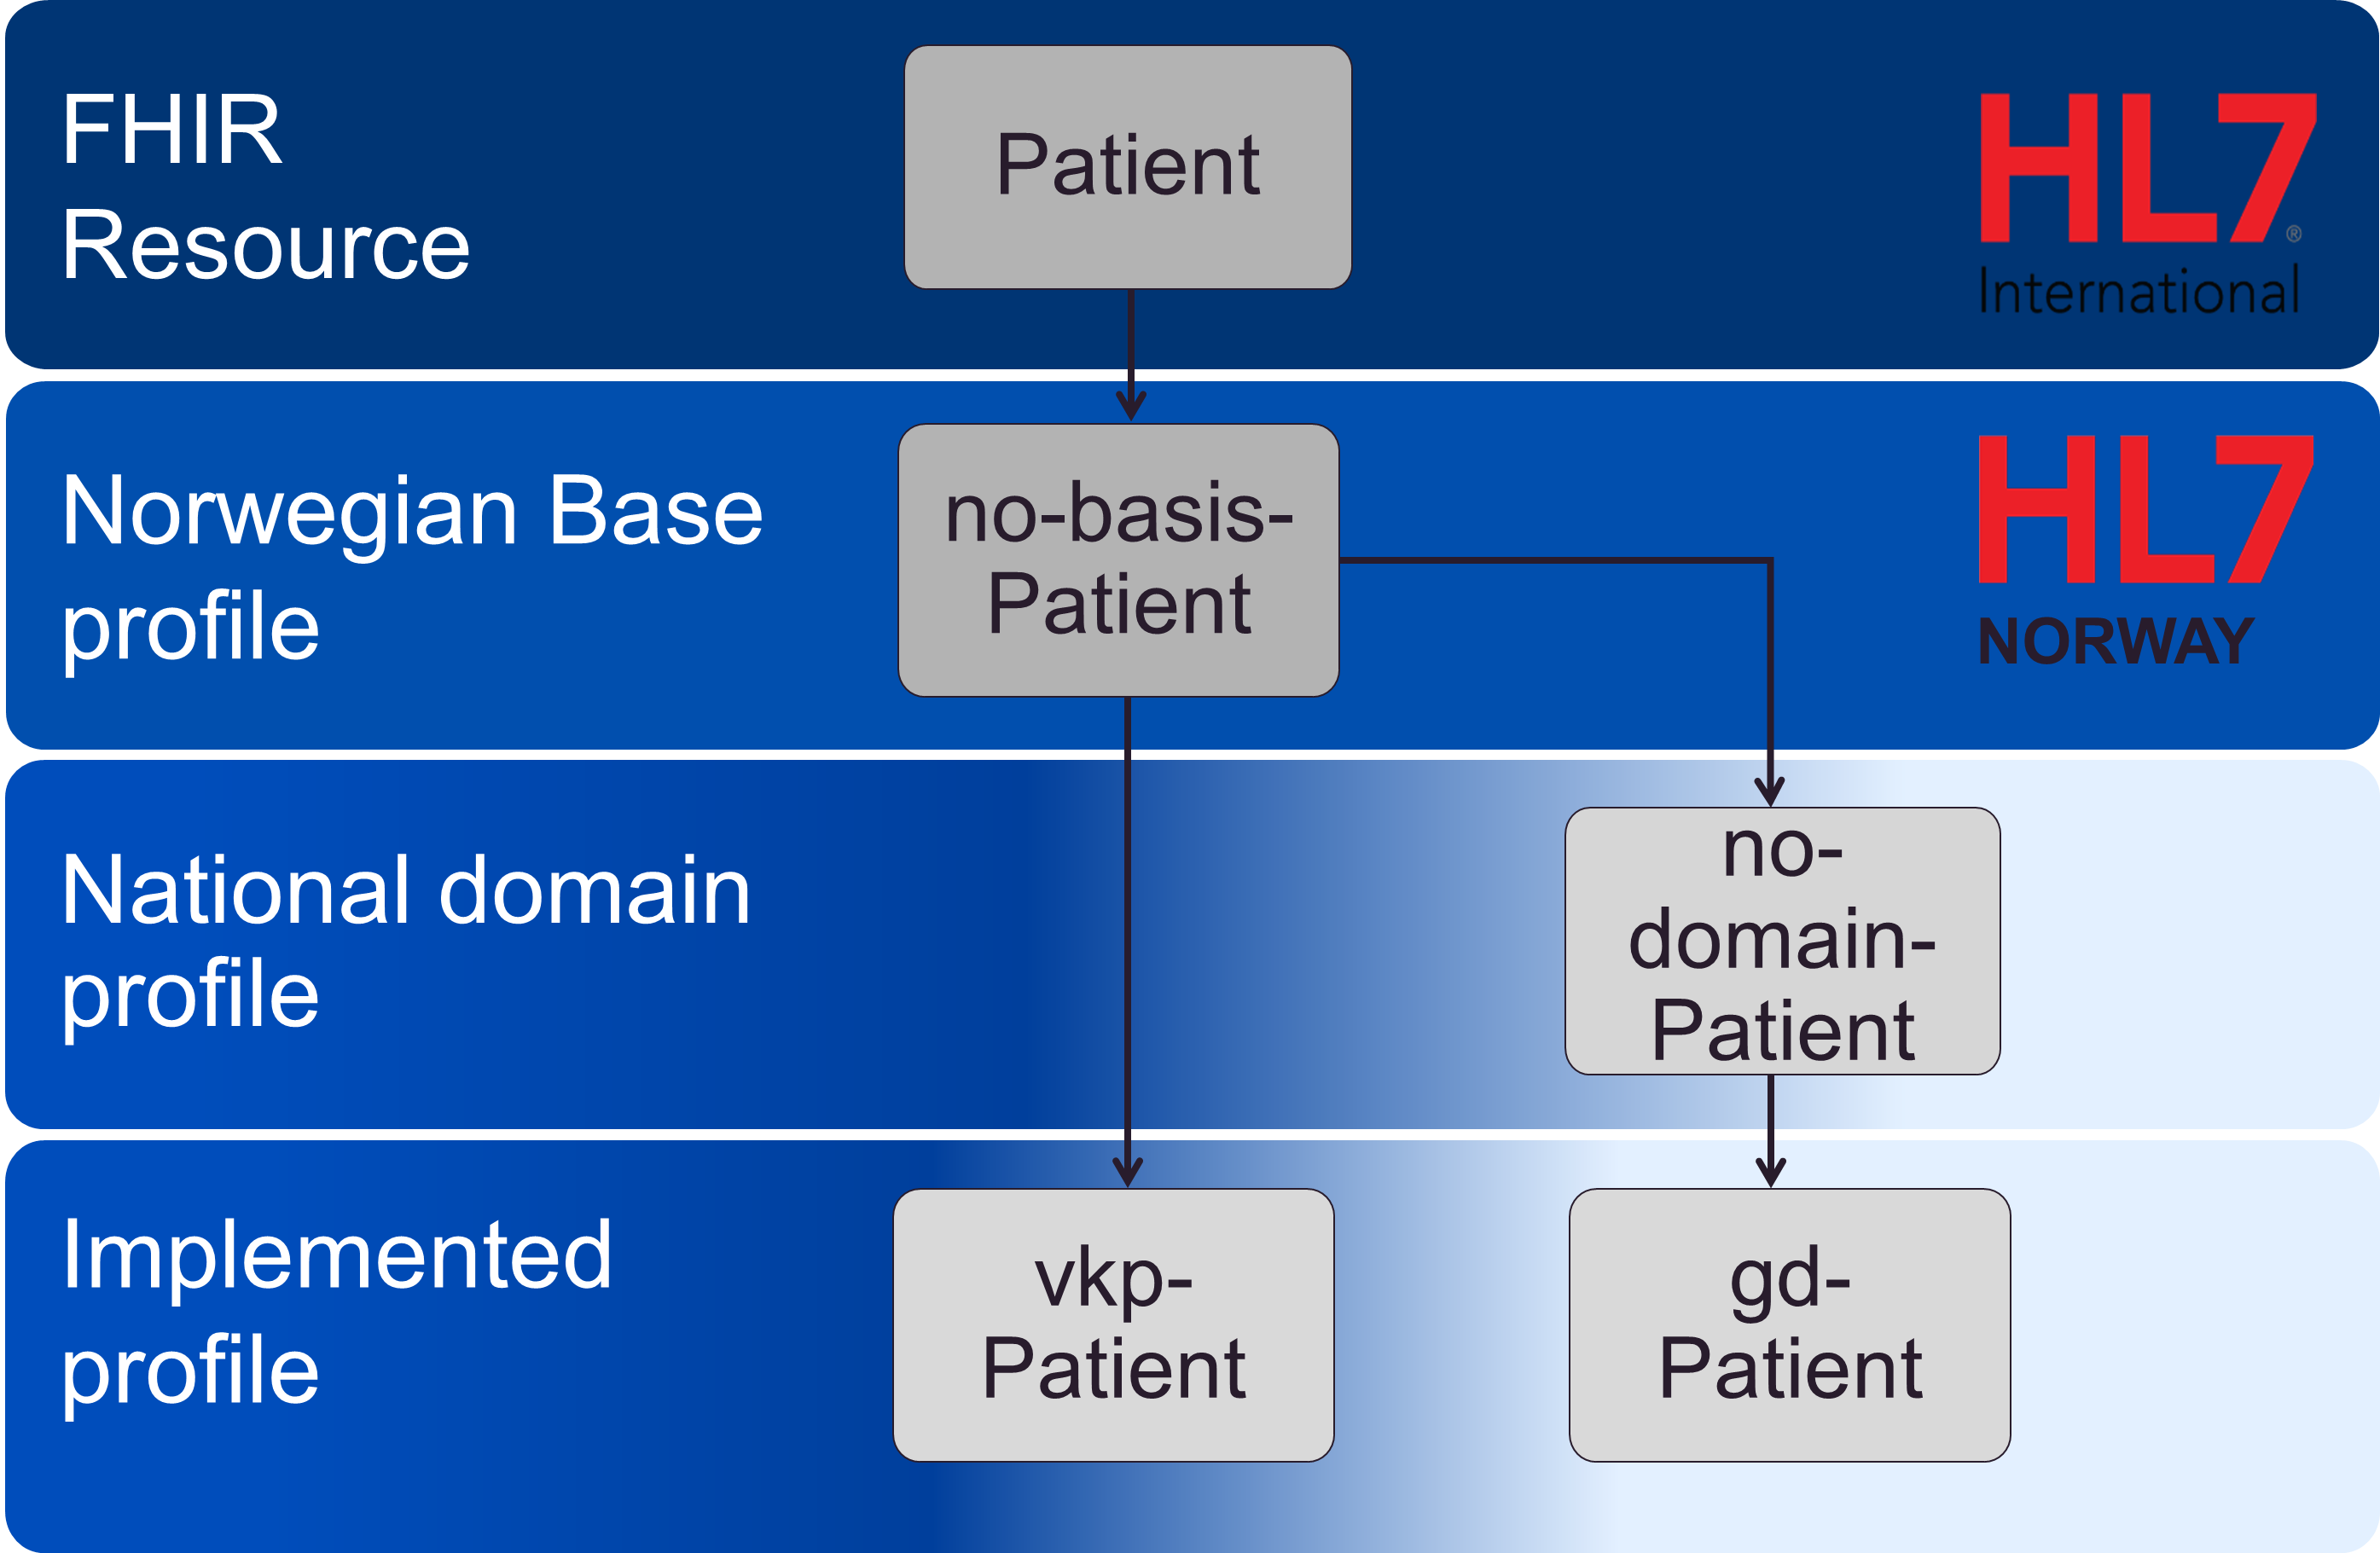 FHIR
Resource
Patient
HL7
®
International
Norwegian Base
profile
no-basis-
Patient
HL7
NORWAY
National domain
profile
no-
domain-
Patient
Implemented
profile
vkp-
Patient
gd-
Patient